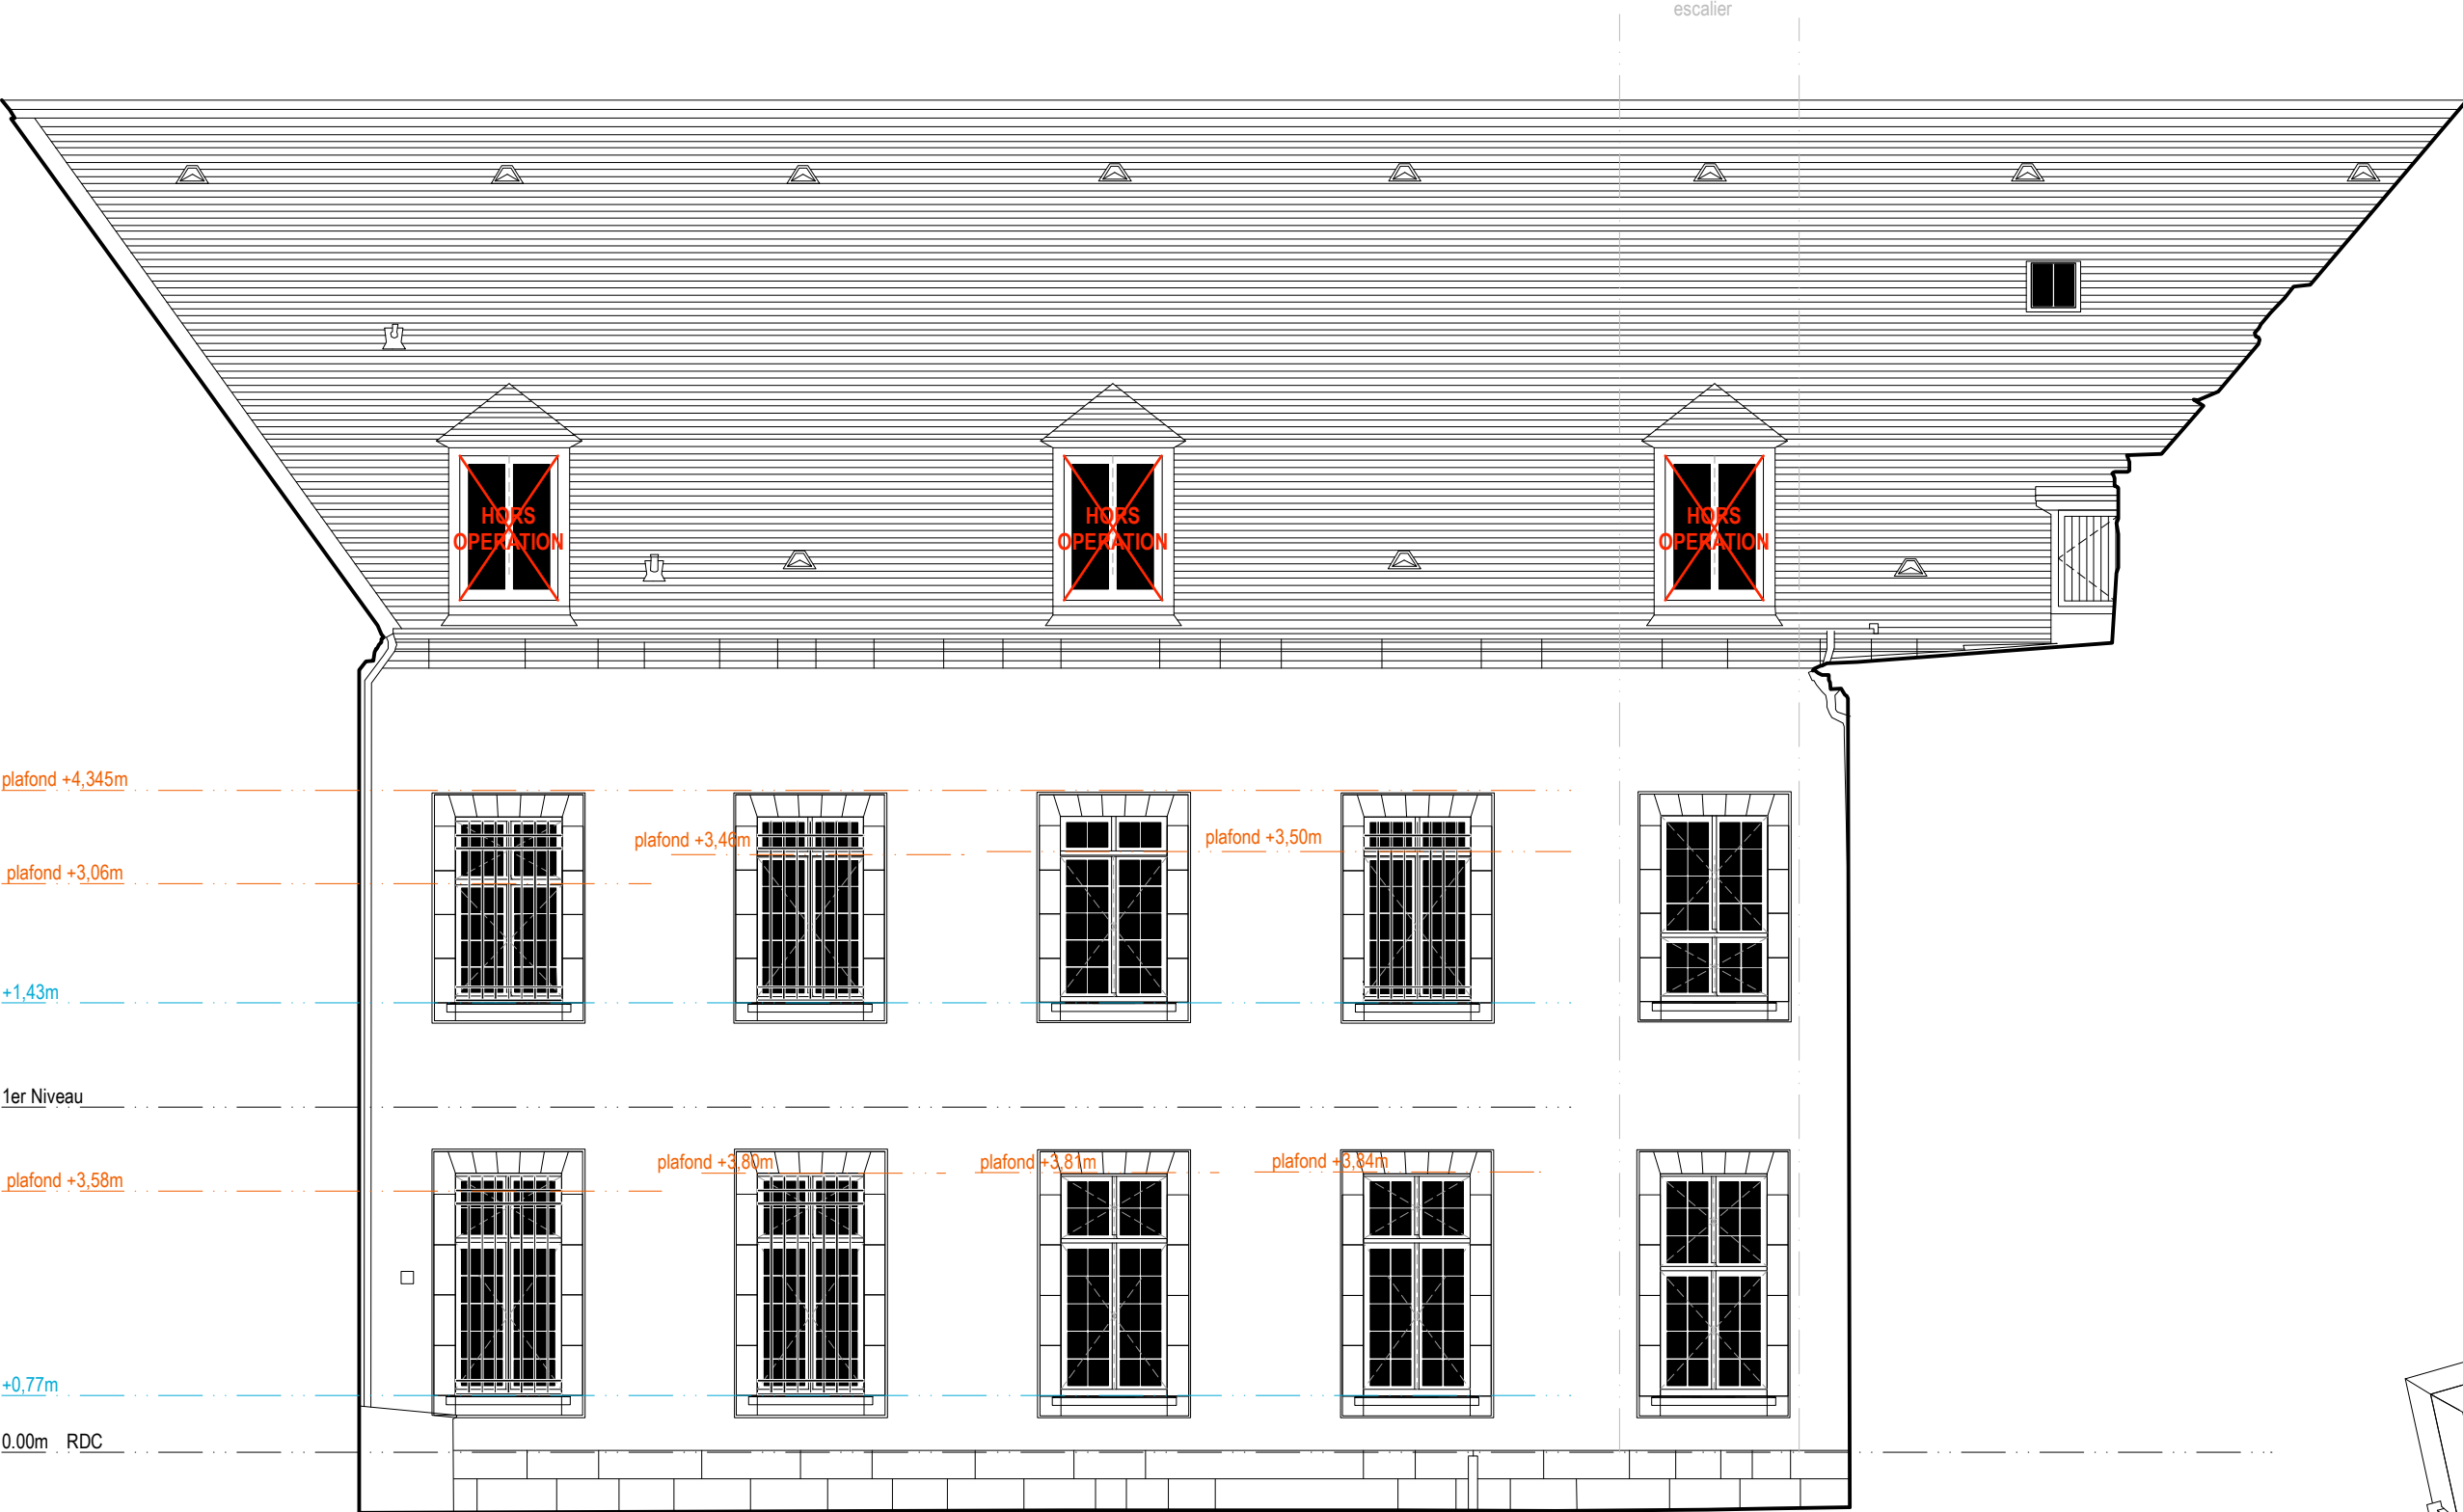 escalier
HORS
OPERATION
HORS
OPERATION
HORS
OPERATION
plafond +4,345m
plafond +3,46m
plafond +3,50m
plafond +3,06m
+1,43m
1er Niveau
plafond +3,80m
plafond +3,81m
plafond +3,84m
plafond +3,58m
+0,77m
0.00m RDC